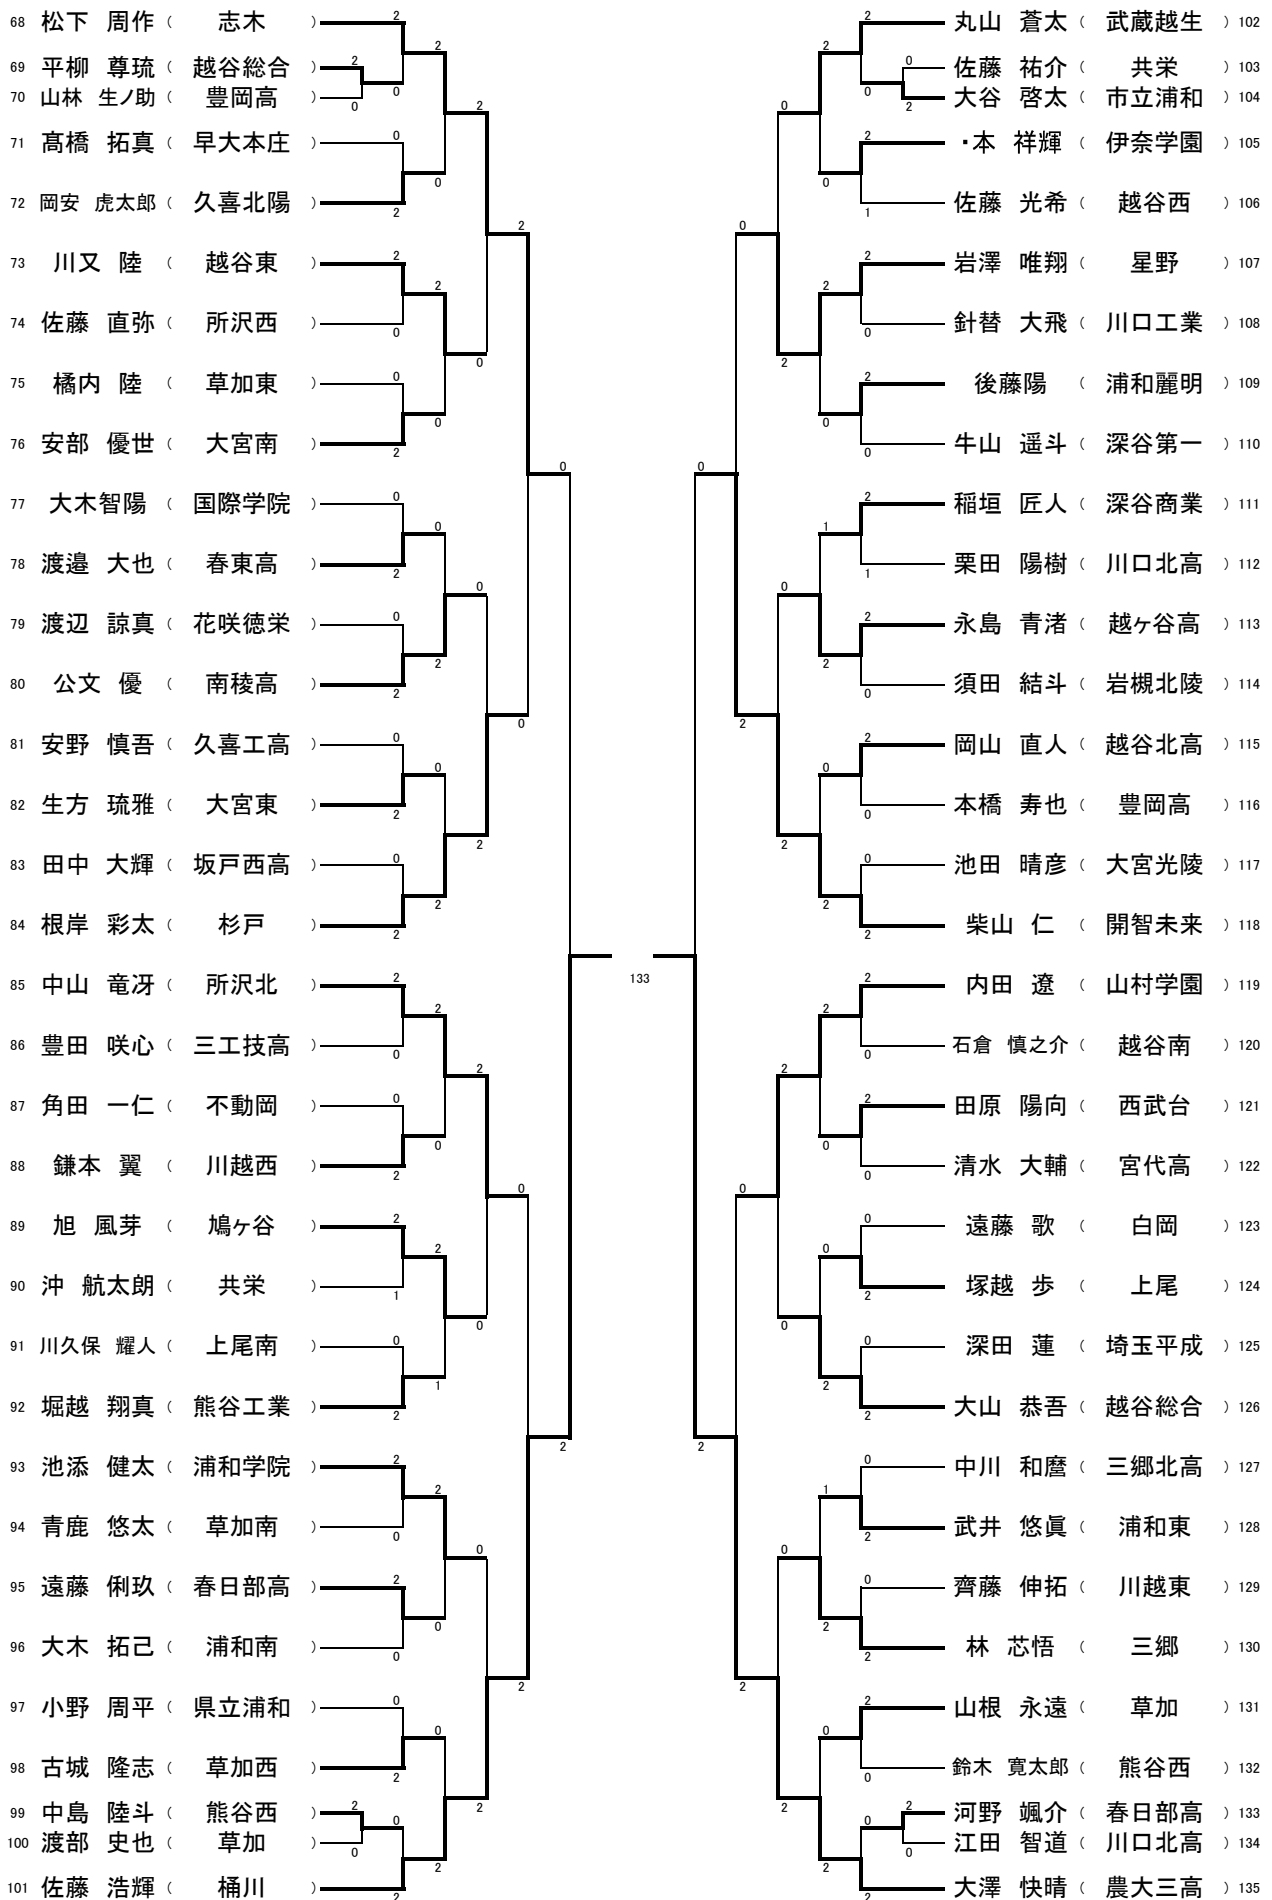 68 松下 周作 ( 志木 )
69 平柳 尊琉 ( 越谷総合 )
70 山林 生ノ助 ( 豊岡高 )
71 髙橋 拓真 ( 早大本庄 )
72 岡安 虎太郎 ( 久喜北陽 )
73 川又 陸 ( 越谷東 )
74 佐藤 直弥 ( 所沢西 )
75 橘内 陸 ( 草加東 )
76 安部 優世 ( 大宮南 )
77 大木智陽 ( 国際学院 )
78 渡邉 大也 ( 春東高 )
79 渡辺 諒真 ( 花咲徳栄 )
80 公文 優 ( 南稜高 )
81 安野 慎吾 ( 久喜工高 )
82 生方 琉雅 ( 大宮東 )
83 田中 大輝 ( 坂戸西高 )
84 根岸 彩太 ( 杉戸 )
85 中山 竜冴 ( 所沢北 )
86 豊田 咲心 ( 三工技高 )
87 角田 一仁 ( 不動岡 )
88 鎌本 翼 ( 川越西 )
89 旭 風芽 ( 鳩ヶ谷 )
90 沖 航太朗 ( 共栄 )
91 川久保 耀人 ( 上尾南 )
92 堀越 翔真 ( 熊谷工業 )
93 池添 健太 ( 浦和学院 )
94 青鹿 悠太 ( 草加南 )
95 遠藤 俐玖 ( 春日部高 )
96 大木 拓己 ( 浦和南 )
97 小野 周平 ( 県立浦和 )
98 古城 隆志 ( 草加西 )
99 中島 陸斗 ( 熊谷西 )
100 渡部 史也 ( 草加 )
101 佐藤 浩輝 ( 桶川 )
133
丸山 蒼太 ( 武蔵越生 ) 102
佐藤 祐介 ( 共栄 ) 103
大谷 啓太 ( 市立浦和 ) 104
・本 祥輝 ( 伊奈学園 ) 105
佐藤 光希 ( 越谷西 ) 106
岩澤 唯翔 ( 星野 ) 107
針替 大飛 ( 川口工業 ) 108
後藤陽 ( 浦和麗明 ) 109
牛山 遥斗 ( 深谷第一 ) 110
稲垣 匠人 ( 深谷商業 ) 111
栗田 陽樹 ( 川口北高 ) 112
永島 青渚 ( 越ヶ谷高 ) 113
須田 結斗 ( 岩槻北陵 ) 114
岡山 直人 ( 越谷北高 ) 115
本橋 寿也 ( 豊岡高 ) 116
池田 晴彦 ( 大宮光陵 ) 117
柴山 仁 ( 開智未来 ) 118
内田 遼 ( 山村学園 ) 119
石倉 慎之介 ( 越谷南 ) 120
田原 陽向 ( 西武台 ) 121
清水 大輔 ( 宮代高 ) 122
遠藤 歌 ( 白岡 ) 123
塚越 歩 ( 上尾 ) 124
深田 蓮 ( 埼玉平成 ) 125
大山 恭吾 ( 越谷総合 ) 126
中川 和麿 ( 三郷北高 ) 127
武井 悠眞 ( 浦和東 ) 128
齊藤 伸拓 ( 川越東 ) 129
林 芯悟 ( 三郷 ) 130
山根 永遠 ( 草加 ) 131
鈴木 寛太郎 ( 熊谷西 ) 132
河野 颯介 ( 春日部高 ) 133
江田 智道 ( 川口北高 ) 134
大澤 快晴 ( 農大三高 ) 135